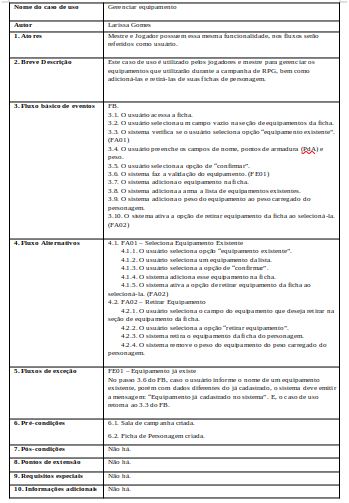 Nome do caso de uso
Gerenciar equipamento
Autor
Larissa Gomes
1. Atores
Mestre e Jogador possuem essa mesma funcionalidade, nos fluxos serão
referidos como usuário.
2. Breve Descrição
Este caso de uso é utilizado pelos jogadores e mestre para gerenciar os
equipamentos que utilizarão durante a campanha de RPG, bem como
adicioná-las e retirá-las de suas fichas de personagem.
3. Fluxo básico de eventos
FB.
3.1. O usuário acessa a ficha.
3.2. O usuário seleciona um campo vazio na seção de equipamentos da ficha.
3.3. O sistema verifica se o usuário seleciona opção "equipamento existente".
(FA01)
3.4. O usuário preenche os campos de nome, pontos de armadura (PdA) e
peso.
3.5. O usuário seleciona a opção de "confirmar".
3.6. O sistema faz a validação do equipamento. (FE01)
3.7. O sistema adiciona o equipamento na ficha.
3.8. O sistema adiciona a arma a lista de equipamentos existentes.
3.9. O sistema adiciona o peso do equipamento ao peso carregado do
personagem.
3.10. O sistema ativa a opção de retirar equipamento da ficha ao selecioná-la.
(FA02)
4. Fluxo Alternativos
4.1. FA01 – Seleciona Equipamento Existente
4.1.1. O usuário seleciona opção "equipamento existente".
4.1.2. O usuário seleciona um equipamento da lista.
4.1.3. O usuário seleciona a opção de "confirmar".
4.1.4. O sistema adiciona esse equipamento na ficha.
4.1.5. O sistema ativa a opção de retirar equipamento da ficha ao
selecioná-la. (FA02)
4.2. FA02 – Retirar Equipamento
4.2.1. O usuário seleciona o campo do equipamento que deseja retirar na
seção de equipamento da ficha.
4.2.2. O usuário seleciona a opção "retirar equipamento".
4.2.3. O sistema retira o equipamento da ficha do personagem.
4.2.4. O sistema remove o peso do equipamento do peso carregado do
personagem.
5. Fluxos de exceção
FE01 – Equipamento já existe
No passo 3.6 do FB, caso o usuário informe o nome de um equipamento
existente, porém com dados diferentes do já cadastrado, o sistema deve emitir
a mensagem: "Equipamento já cadastrado no sistema". E, o caso de uso
retorna ao 3.3 do FB.
6. Pré-condições
6.1. Sala de campanha criada.
6.2. Ficha de Personagem criada.
7. Pós-condições
Não há.
8. Pontos de extensão
Não há.
9. Requisitos especiais
Não há.
10. Informações adicionais
Não há.